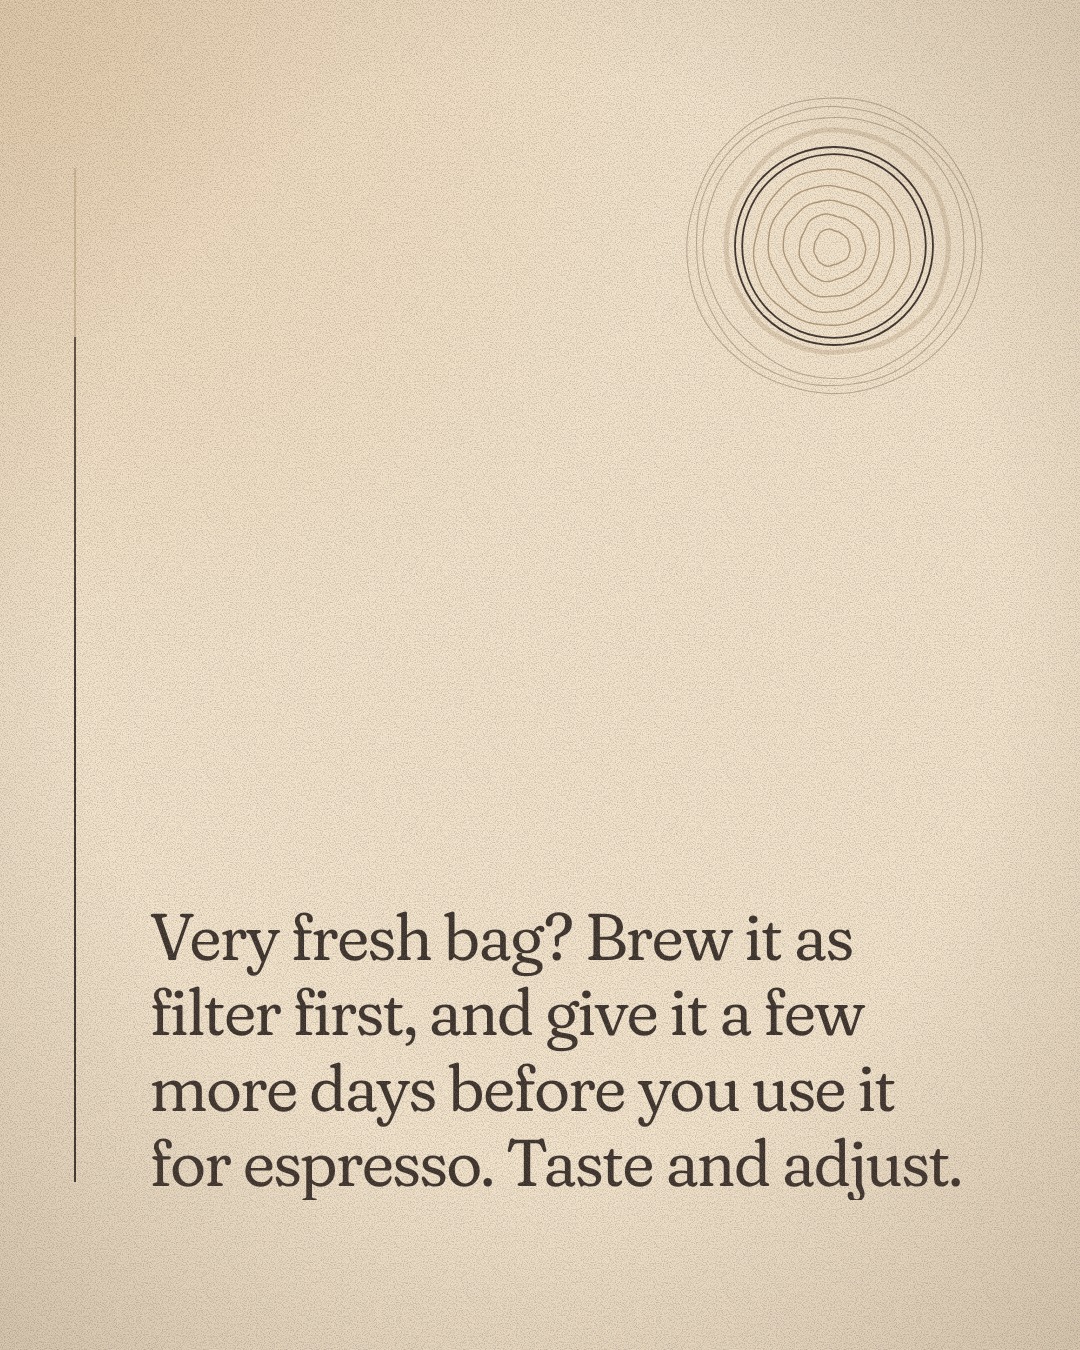 Very fresh bag? Brew it as
filter first, and give it a few
more days before you use it
for espresso. Taste and adjust.